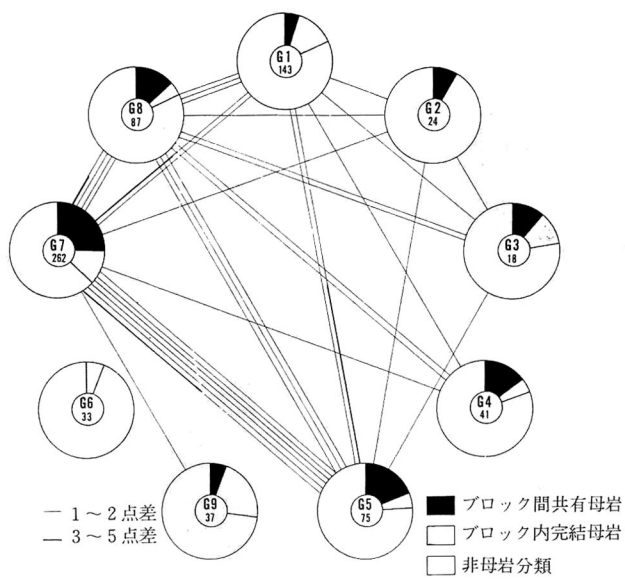 G1
143
G8
87
G2
24
G7
262
G3
18
G6
33
G4
41
G9
37
G5
75
— 1～2点差
— 3～5点差
ブロック間共有母岩
ブロック内完結母岩
非母岩分類